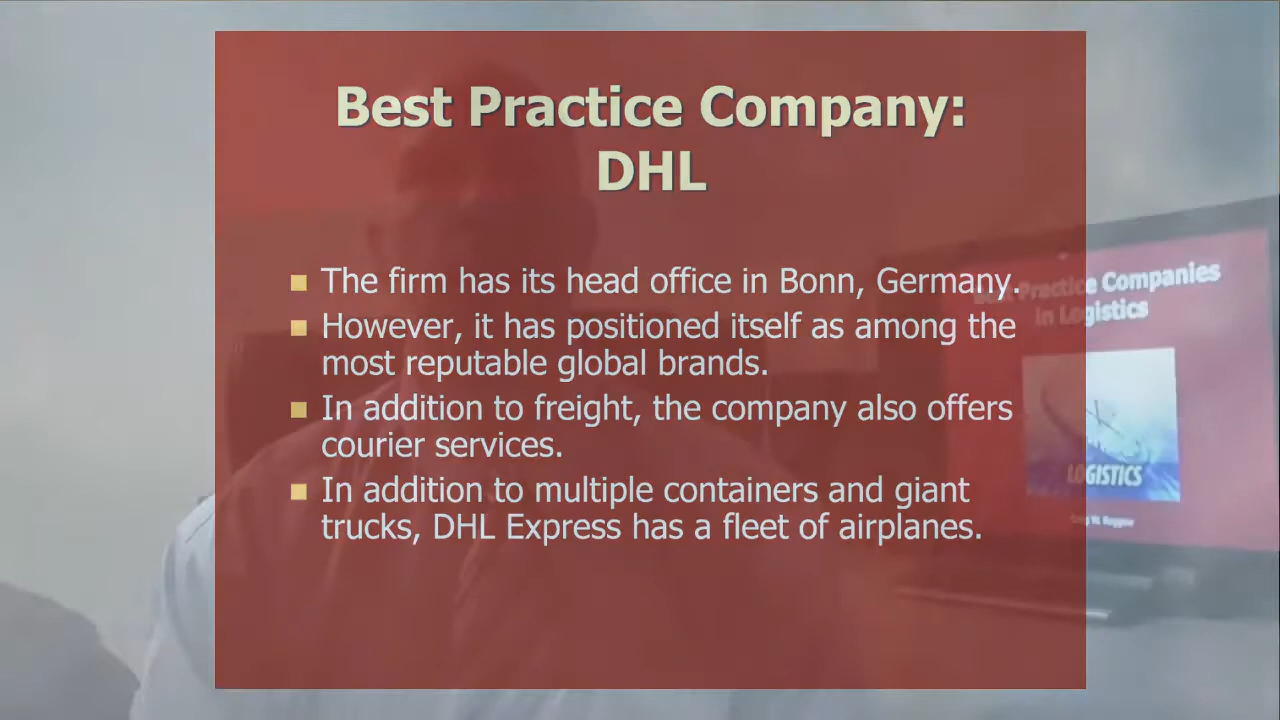 Best Practice Company:
DHL
The firm has its head office in Bonn, Germany.
However, it has positioned itself as among the
most reputable global brands.
In addition to freight, the company also offers
courier services.
In addition to multiple containers and giant
trucks, DHL Express has a fleet of airplanes.
Best Practice Companies
in Logistics
LOGISTICS